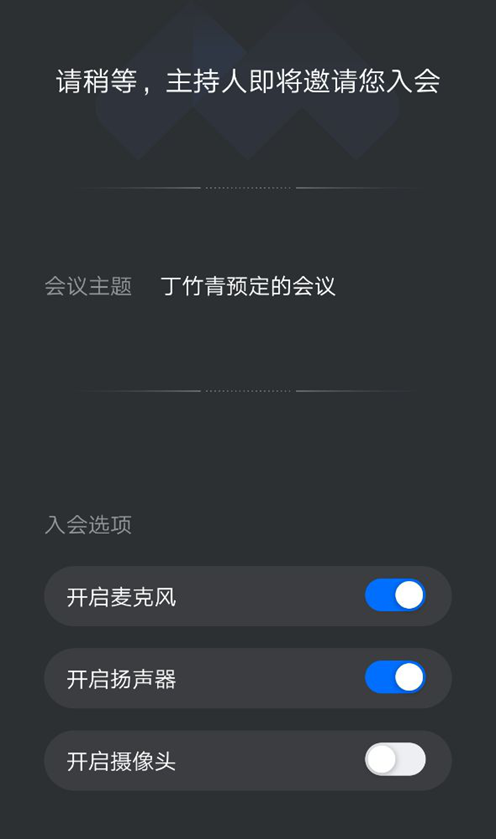 请稍等，主持人即将邀请您入会
会议主题 丁竹青预定的会议
入会选项
开启麦克风
开启扬声器
开启摄像头